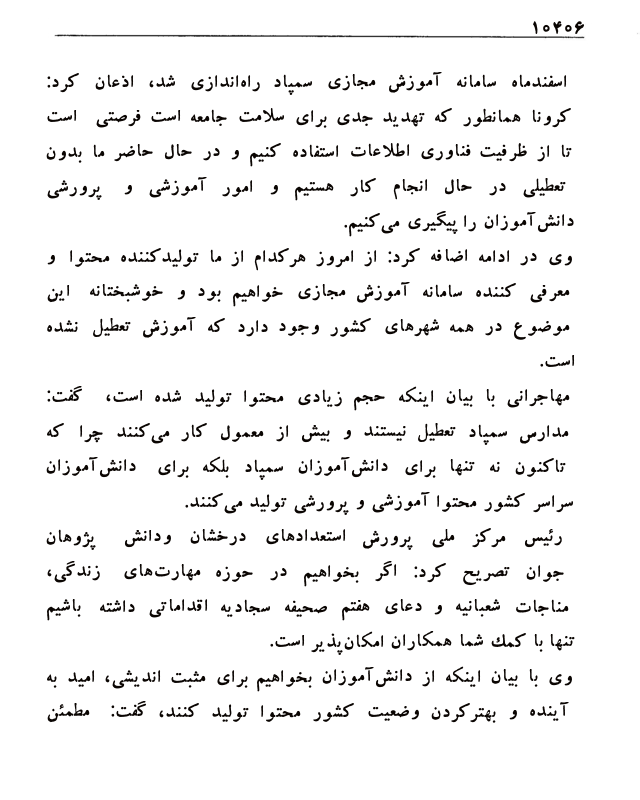 ۱۰۴۰۶
اسفندماه سامانه آموزش مجازی سمپاد راه‌اندازی شد، اذعان کرد:
کرونا همانطور که تهدید جدی برای سلامت جامعه است فرصتی است
تا از ظرفیت فناوری اطلاعات استفاده کنیم و در حال حاضر ما بدون
تعطیلی در حال انجام کار هستیم و امور آموزشی و پرورشی
دانش‌آموزان را پیگیری می‌کنیم.
وی در ادامه اضافه کرد: از امروز هرکدام از ما تولیدکننده محتوا و
معرفی کننده سامانه آموزش مجازی خواهیم بود و خوشبختانه این
موضوع در همه شهرهای کشور وجود دارد که آموزش تعطیل نشده
است.
مهاجرانی با بیان اینکه حجم زیادی محتوا تولید شده است، گفت:
مدارس سمپاد تعطیل نیستند و بیش از معمول کار می‌کنند چرا که
تاکنون نه تنها برای دانش‌آموزان سمپاد بلکه برای دانش‌آموزان
سراسر کشور محتوا آموزشی و پرورشی تولید می‌کنند.
رئیس مرکز ملی پرورش استعدادهای درخشان ودانش پژوهان
جوان تصریح کرد: اگر بخواهیم در حوزه مهارت‌های زندگی،
مناجات شعبانیه و دعای هفتم صحیفه سجادیه اقداماتی داشته باشیم
تنها با کمك شما همکاران امکان‌پذیر است.
وی با بیان اینکه از دانش‌آموزان بخواهیم برای مثبت اندیشی، امید به
آینده و بهترکردن وضعیت کشور محتوا تولید کنند، گفت: مطمئن